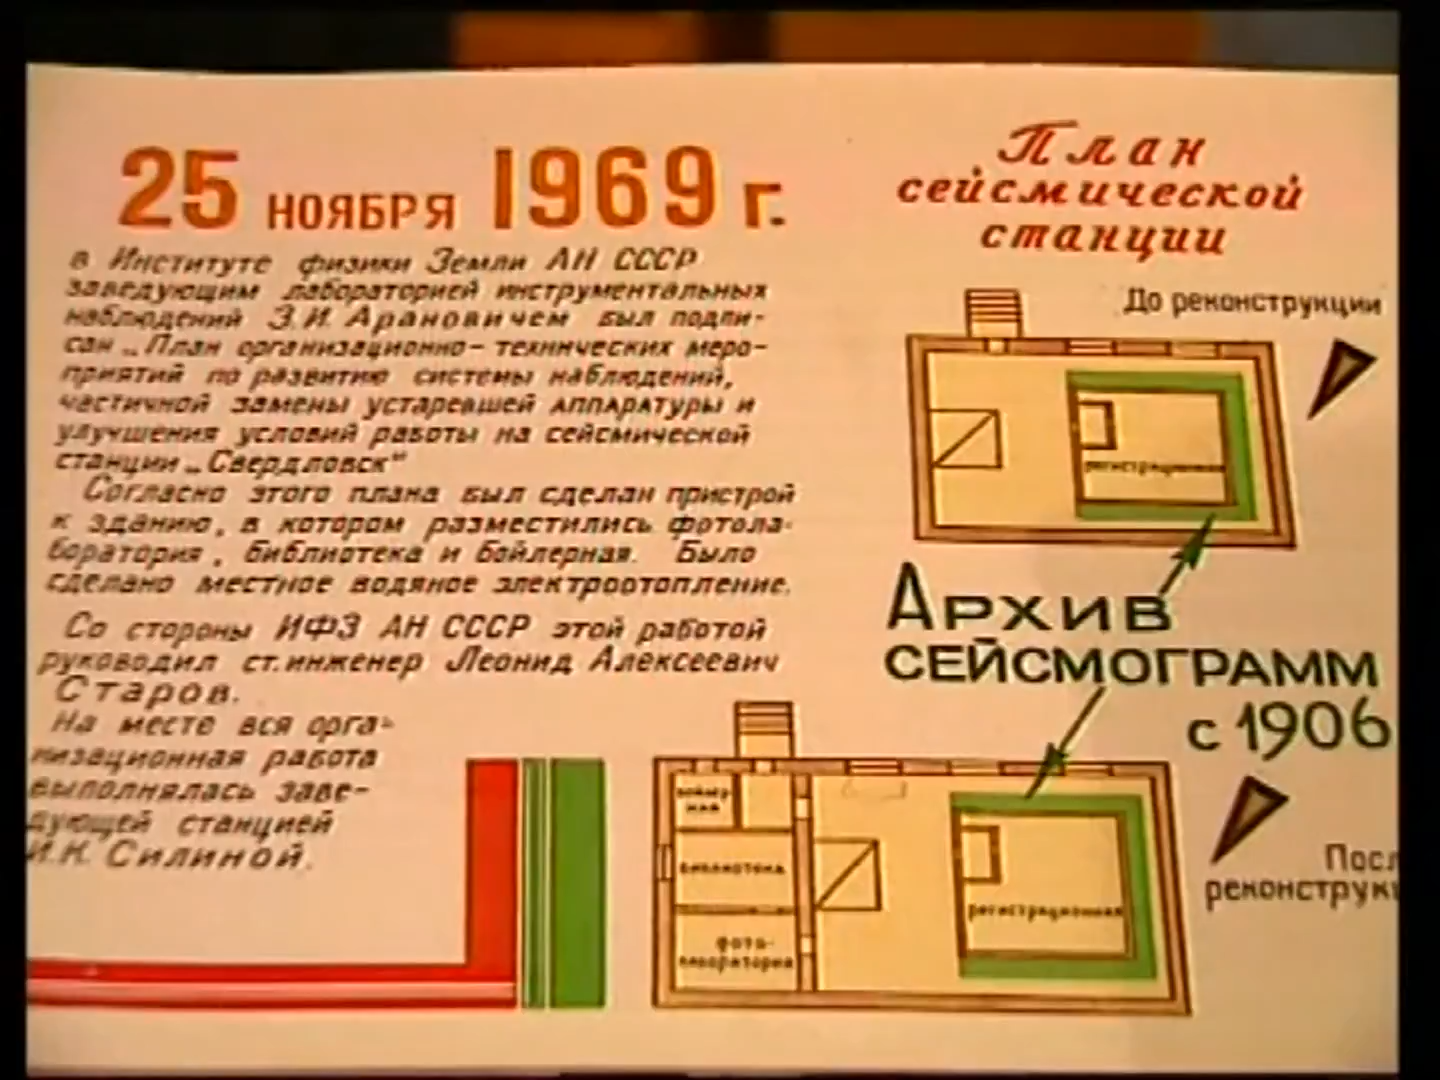 25 НОЯБРЯ 1969 г.
в Институте физики Земли АН СССР
заведующим лабораторией инструментальных
наблюдений З.И. Арановичем был подпи-
сан „План организационно-технических меро-
приятий по развитию системы наблюдений,
частичной замены устаревшей аппаратуры и
улучшения условий работы на сейсмической
станции „Свердловск"
Согласно этого плана был сделан пристрой
к зданию, в котором разместились фотола-
боратория, библиотека и бойлерная. Было
сделано местное водяное электроотопление.
Со стороны ИФЗ АН СССР этой работой
руководил ст. инженер Леонид Алексеевич
Старов.
На месте вся орга-
низационная работа
выполнялась заве-
дующей станцией
И.К. Силиной.
План
сейсмической
станции
До реконструкции
регистрационная
АРХИВ
СЕЙСМОГРАММ
с 1906
Посл
реконструкц
бойлер-
ная
библиотека
фото-
лаборатория
регистрационная